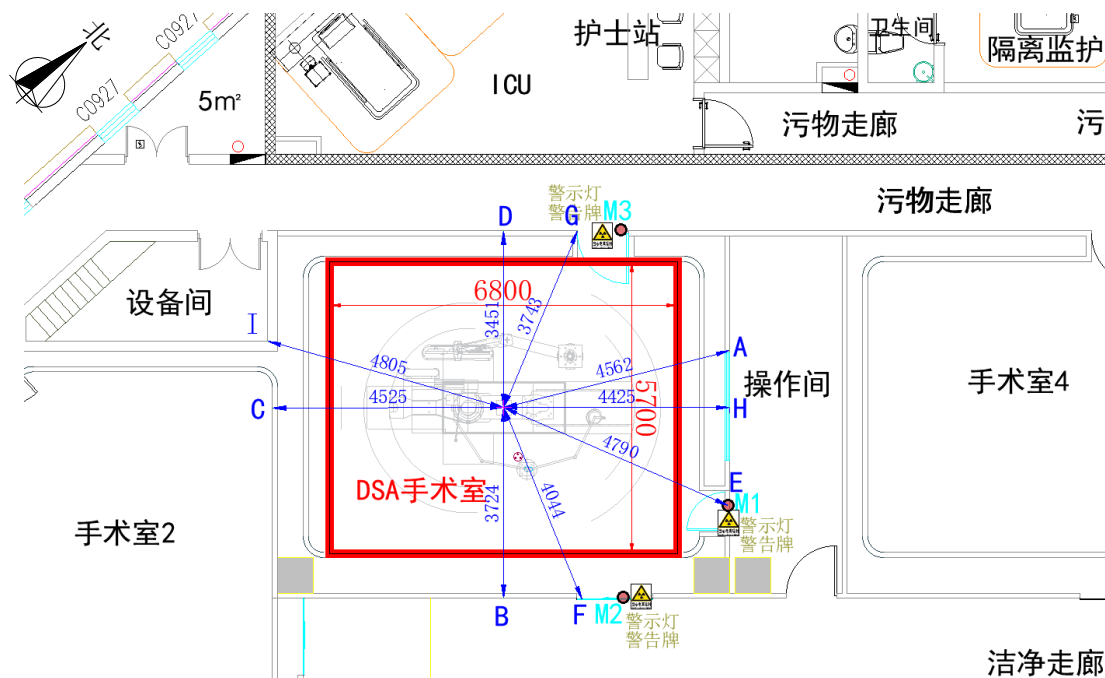 北
C0927
C0927
5㎡
ICU
护士站
卫生间
隔离监护
污物走廊
污
污物走廊
警示灯
警告牌
M3
D
G
设备间
6800
I
3451
3743
4805
4562
A
C
4525
4425
H
5700
操作间
手术室4
4790
DSA手术室
3724
4044
E
M1
警示灯
警告牌
手术室2
B
F
M2
警示灯
警告牌
洁净走廊